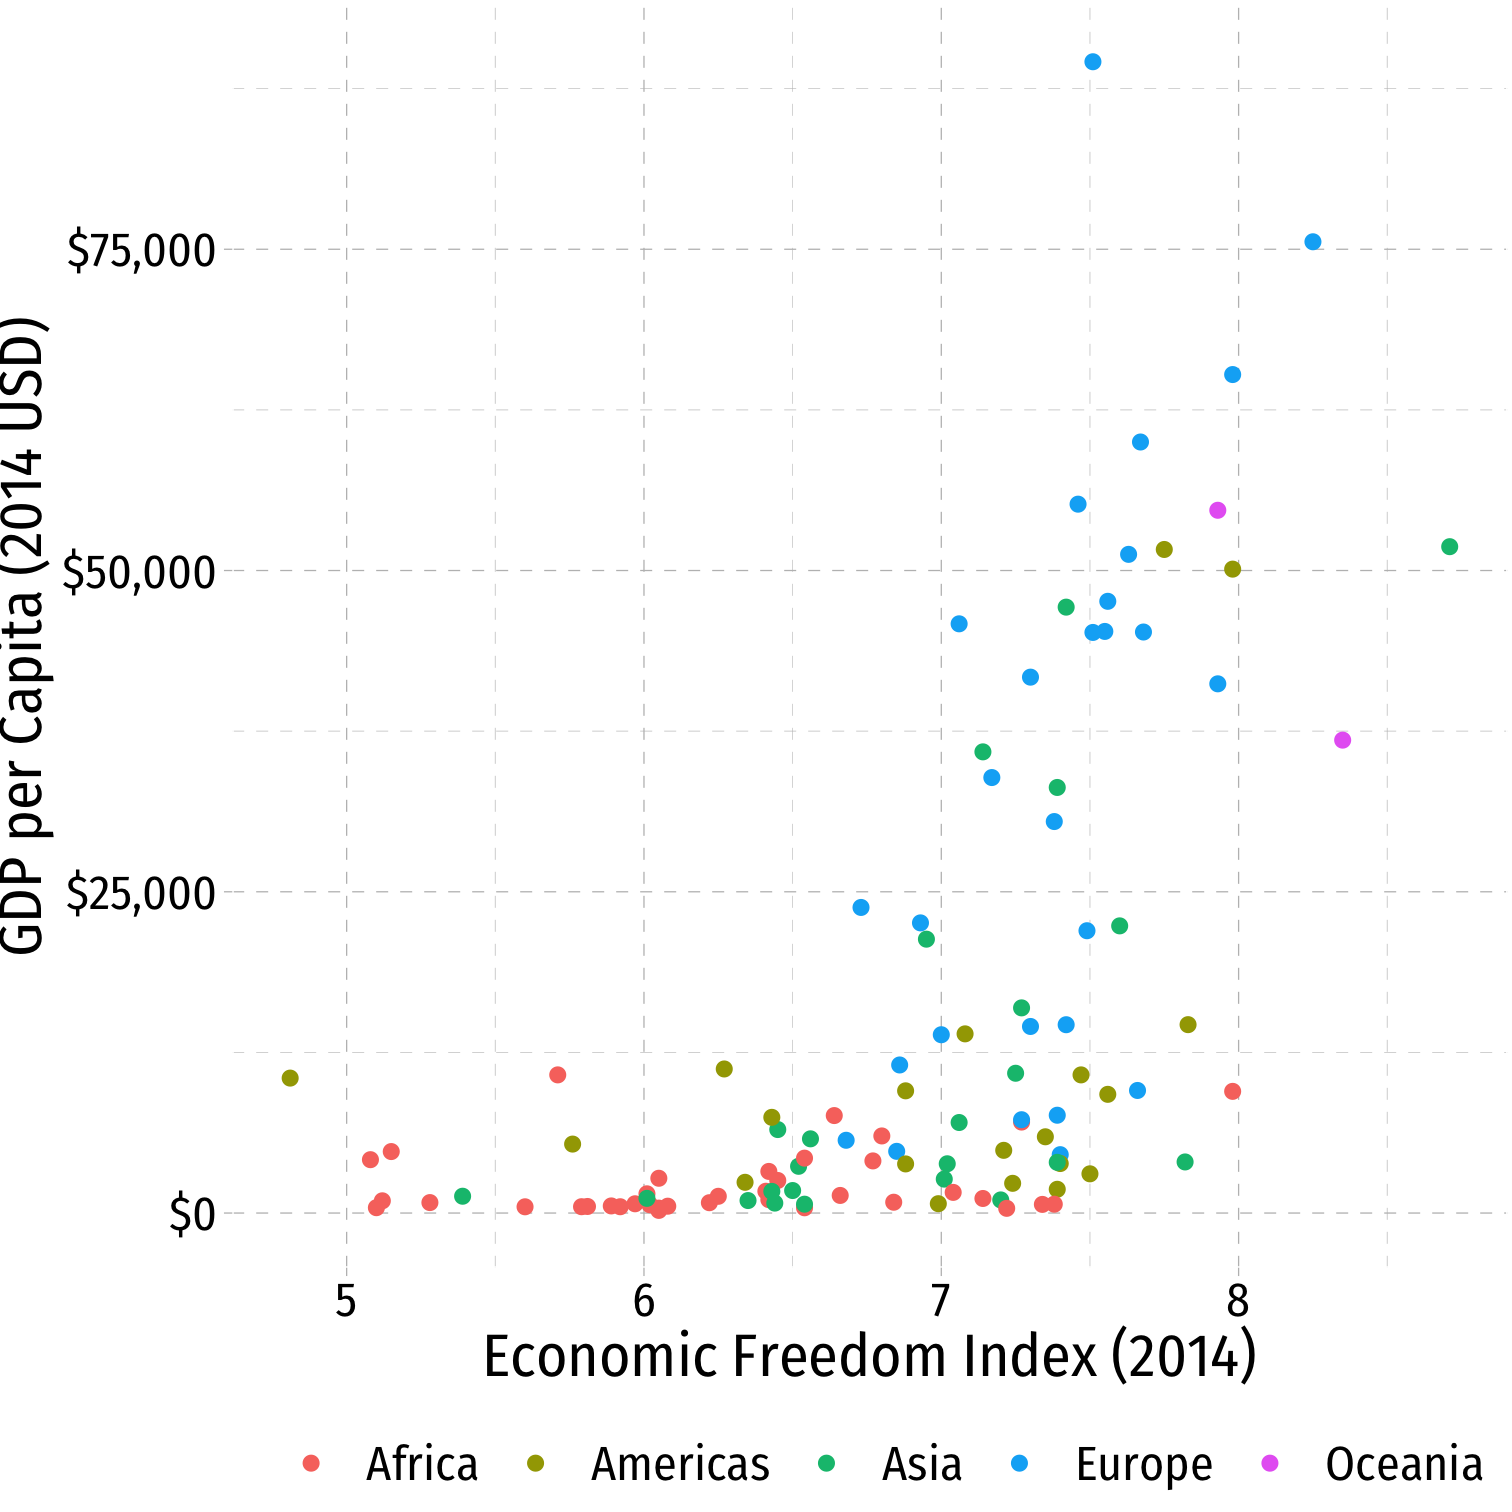 GDP per Capita (2014 USD)
$75,000
$50,000
$25,000
$0
5 6 7 8
Economic Freedom Index (2014)
Africa Americas Asia Europe Oceania